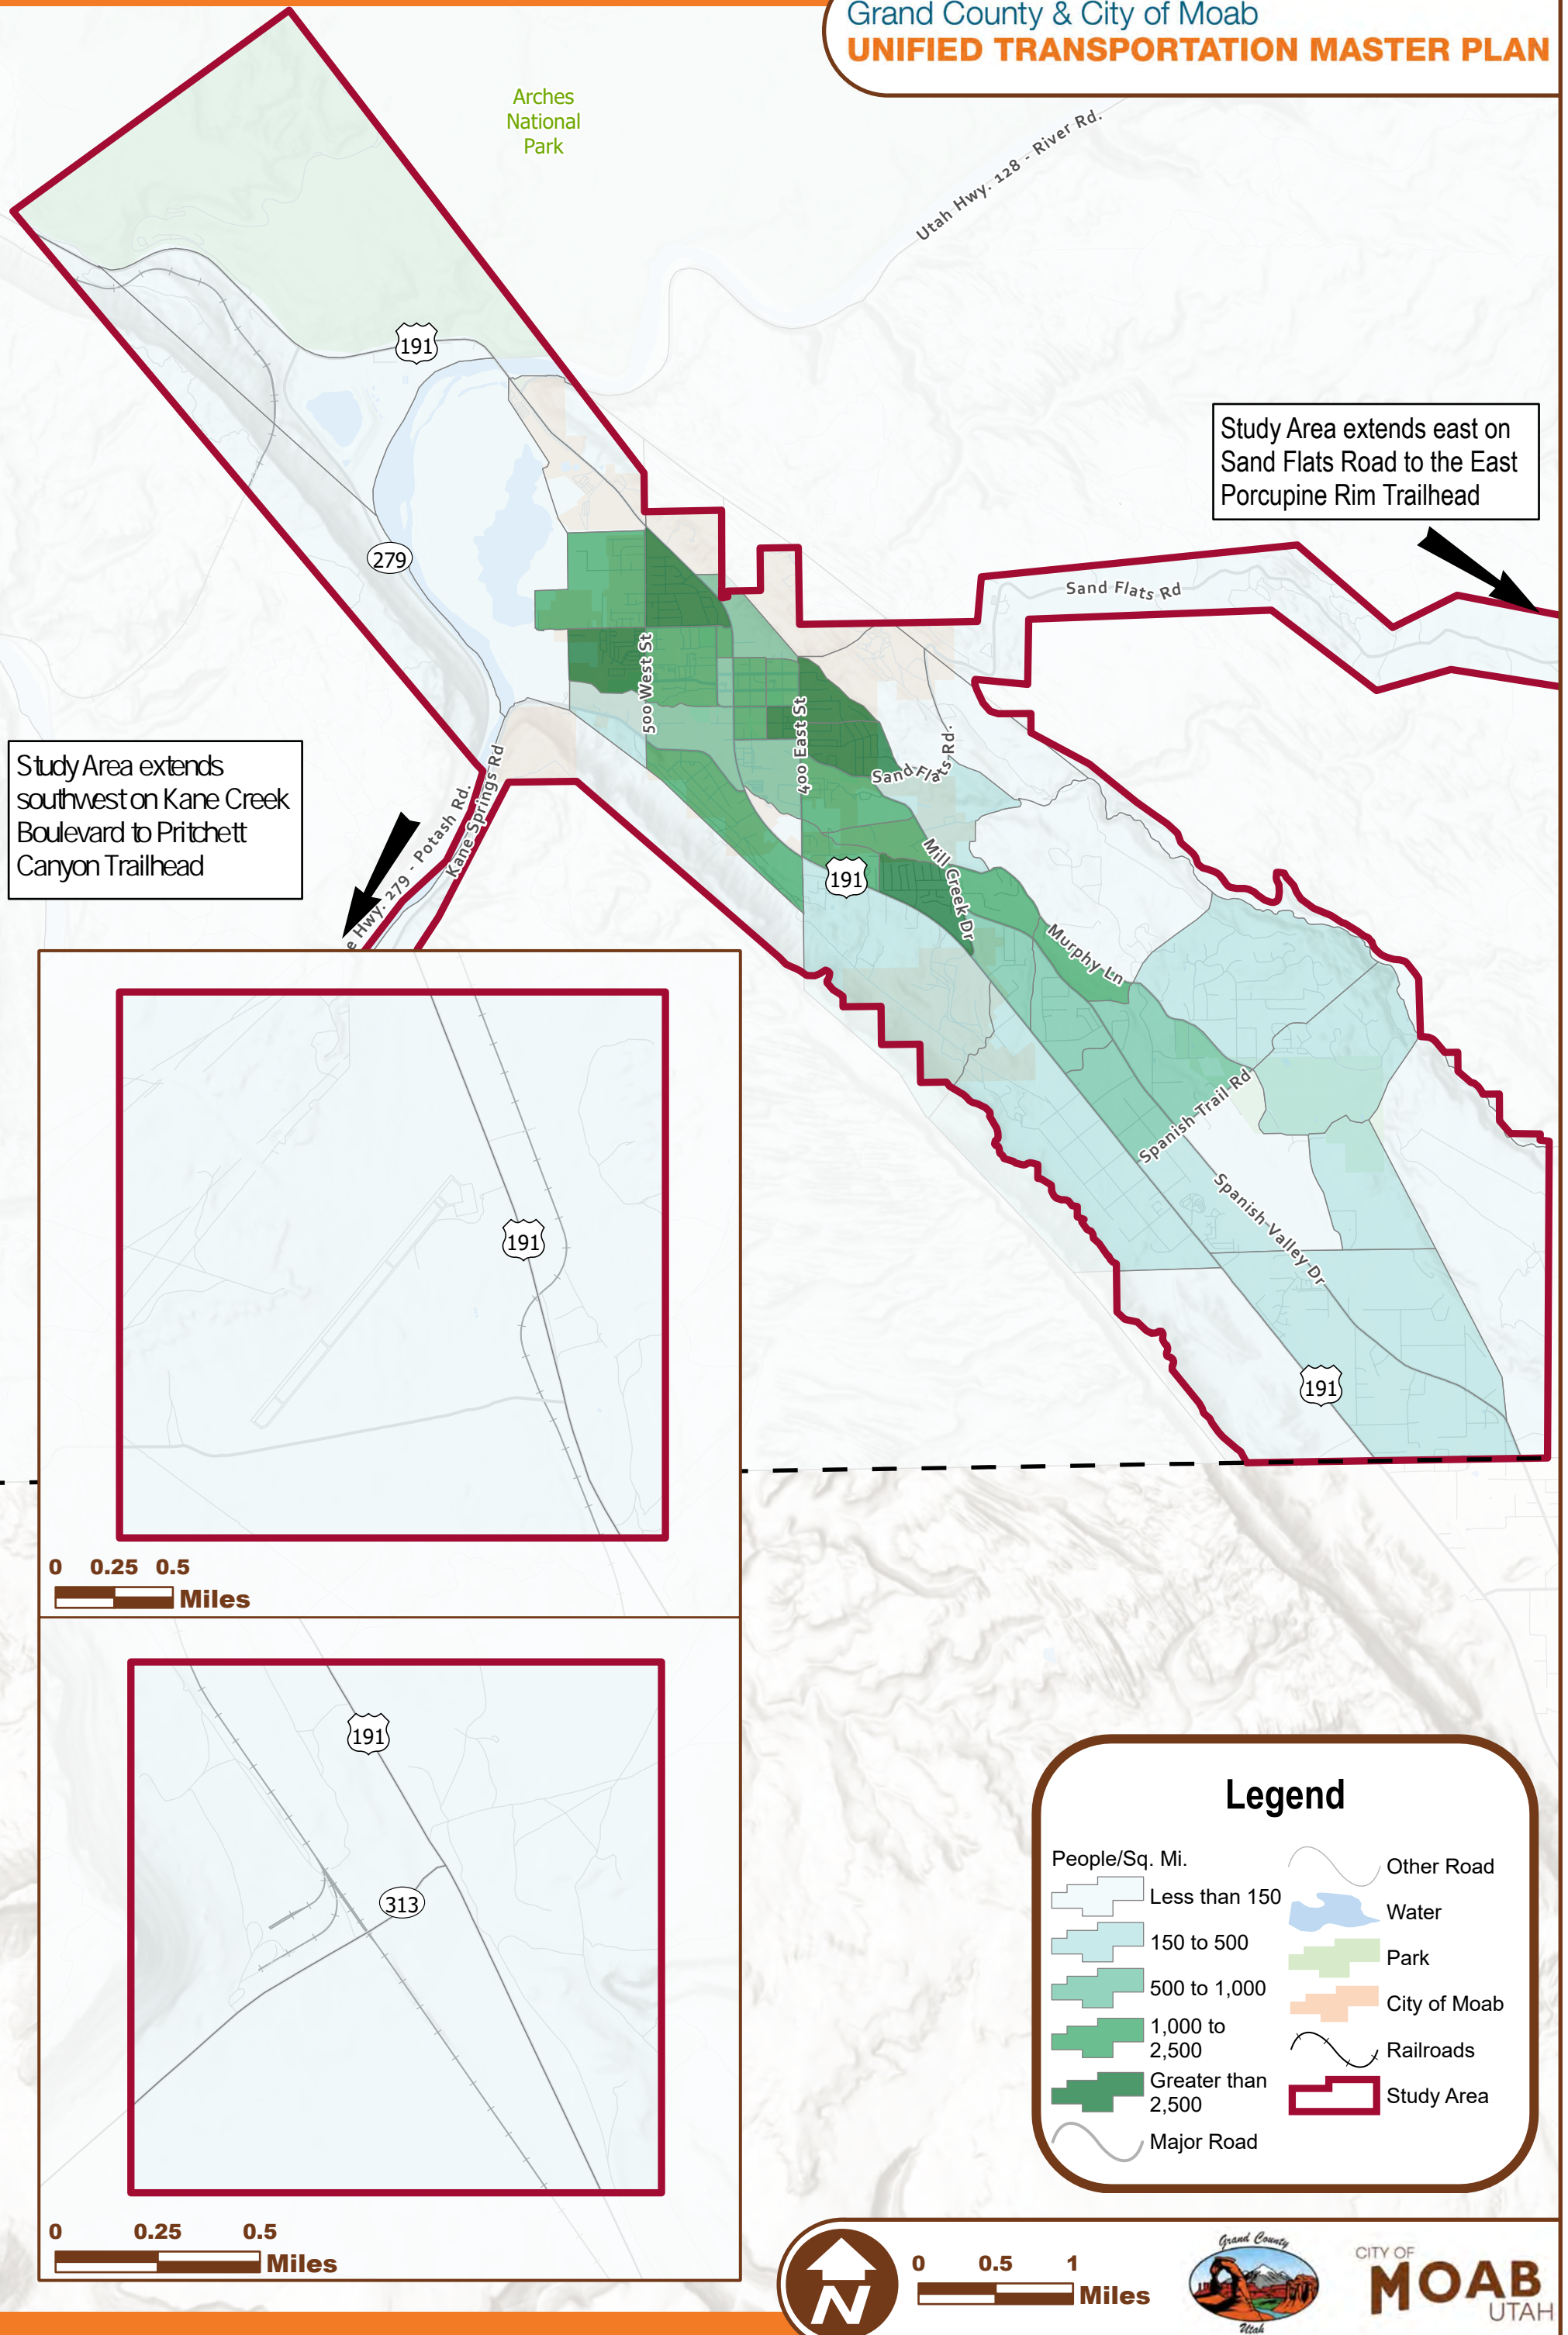 Grand County & City of Moab
UNIFIED TRANSPORTATION MASTER PLAN
Arches
National
Park
Utah Hwy. 128 - River Rd.
191
Study Area extends east on
Sand Flats Road to the East
Porcupine Rim Trailhead
279
Sand Flats Rd
500 West St
400 East St
Sand Flats Rd.
Study Area extends
southwest on Kane Creek
Boulevard to Pritchett
Canyon Trailhead
e Hwy. 279 - Potash Rd.
Kane Springs Rd
191
Mill Creek Dr
Murphy Ln
Spanish Trail Rd
Spanish Valley Dr
191
191
0 0.25 0.5
Miles
191
313
0 0.25 0.5
Miles
Legend
People/Sq. Mi.
Less than 150
150 to 500
500 to 1,000
1,000 to
2,500
Greater than
2,500
Major Road
Other Road
Water
Park
City of Moab
Railroads
Study Area
N
0 0.5 1
Miles
Grand County
Utah
CITY OF
MOAB
UTAH